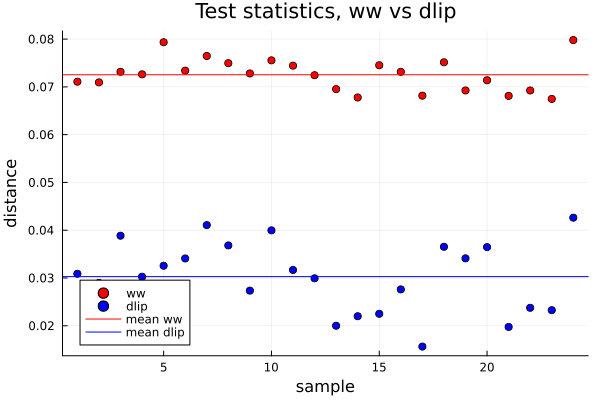 Test statistics, ww vs dlip
0.08
0.07
0.06
0.05
0.04
0.03
0.02
distance
ww
dlip
mean ww
mean dlip
5
10
15
20
sample